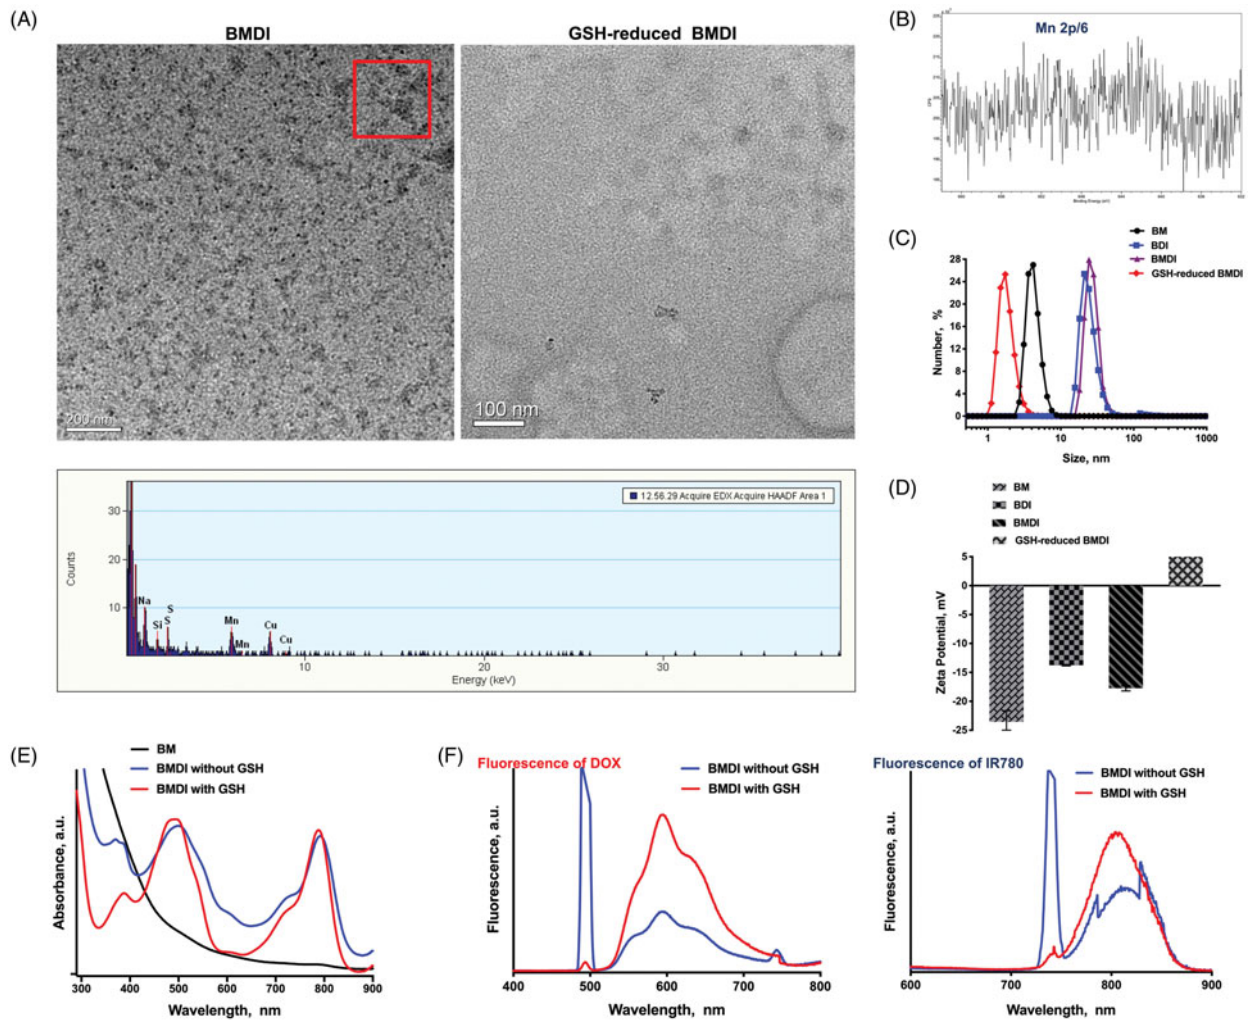 (A)
BMDI
GSH-reduced BMDI
200 nm
100 nm
12.56.29 Acquire EDX Acquire HAADF Area 1
Counts
30
20
10
Na
Si
S
S
Mn
Mn
Cu
Cu
10
20
30
Energy (keV)
(B)
Mn 2p/6
CPS
Binding Energy (eV)
(C)
BM
BDI
BMDI
GSH-reduced BMDI
Number, %
28
24
20
16
12
8
4
0
1
10
100
1000
Size, nm
(D)
BM
BDI
BMDI
GSH-reduced BMDI
Zeta Potential, mV
5
0
-5
-10
-15
-20
-25
(E)
BM
BMDI without GSH
BMDI with GSH
Absorbance, a.u.
300 400 500 600 700 800 900
Wavelength, nm
(F)
Fluorescence of DOX
BMDI without GSH
BMDI with GSH
Fluorescence, a.u.
400 500 600 700 800
Wavelength, nm
Fluorescence of IR780
BMDI without GSH
BMDI with GSH
Fluorescence, a.u.
600 700 800 900
Wavelength, nm